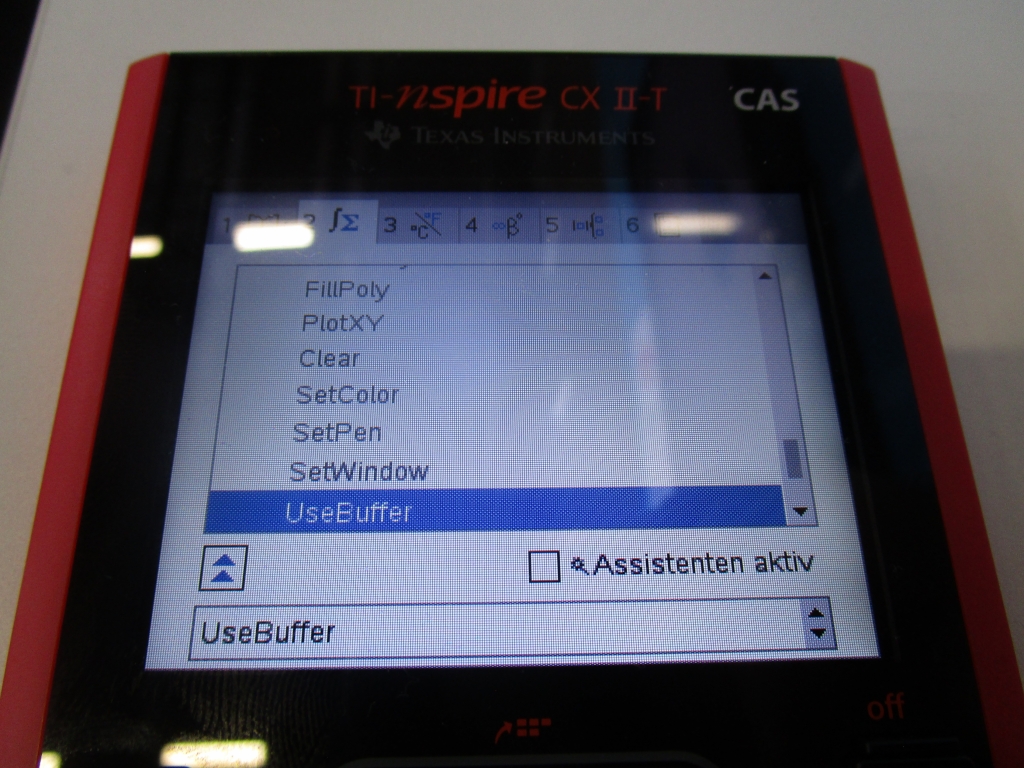 TI-nspire CX II-T CAS
TEXAS INSTRUMENTS
1 2 ∫Σ 3 °C °F 4 ∞β° 5 6
FillPoly
PlotXY
Clear
SetColor
SetPen
SetWindow
UseBuffer
Assistenten aktiv
UseBuffer
off